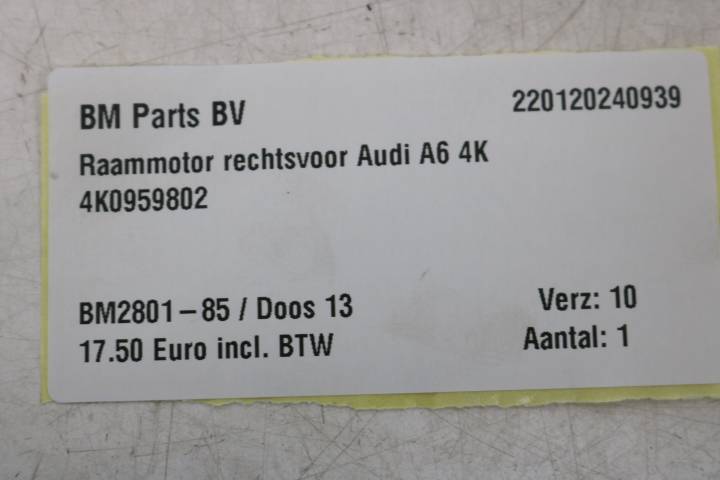 BM Parts BV
220120240939
Raammotor rechtsvoor Audi A6 4K
4K0959802
BM2801-85 / Doos 13
Verz: 10
17.50 Euro incl. BTW
Aantal: 1